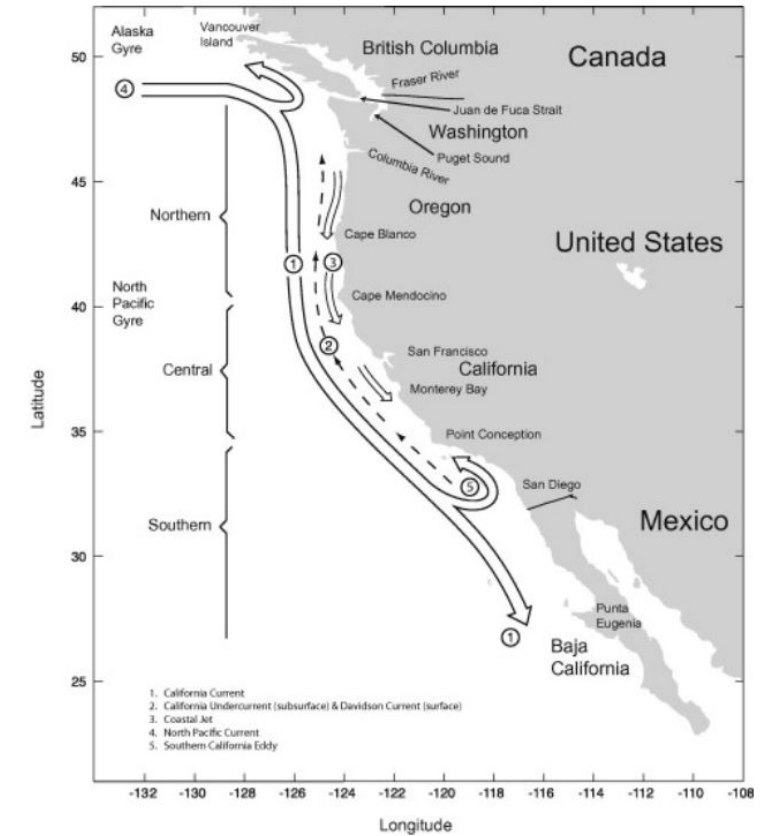 Alaska
Gyre
Vancouver
Island
British Columbia
Canada
Fraser River
Juan de Fuca Strait
Washington
Puget Sound
Columbia River
Oregon
Northern
Cape Blanco
United States
North
Pacific
Gyre
Cape Mendocino
San Francisco
California
Central
Monterey Bay
Point Conception
San Diego
Southern
Mexico
Punta
Eugenia
Baja
California
4
1
3
2
5
1
1. California Current
2. California Undercurrent (subsurface) & Davidson Current (surface)
3. Coastal Jet
4. North Pacific Current
5. Southern California Eddy
Latitude
50
45
40
35
30
25
-132 -130 -128 -126 -124 -122 -120 -118 -116 -114 -112 -110 -108
Longitude